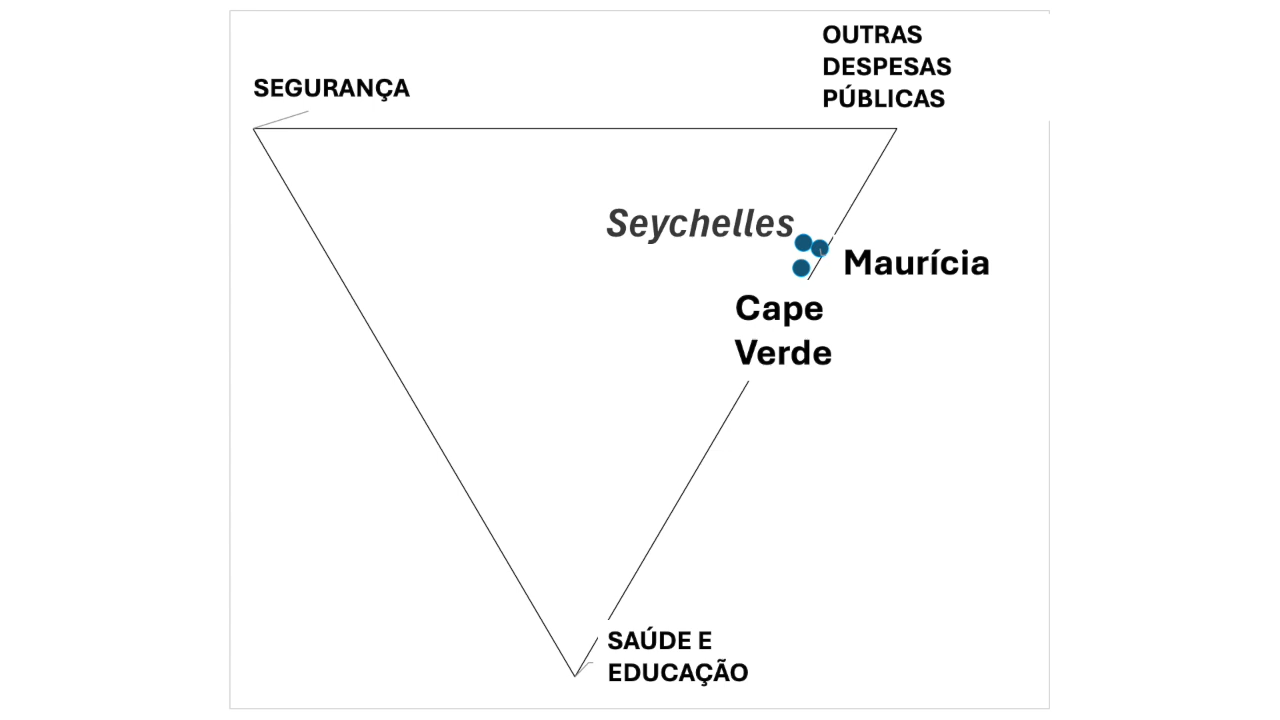 OUTRAS
DESPESAS
PÚBLICAS
SEGURANÇA
Seychelles
Maurícia
Cape
Verde
SAÚDE E
EDUCAÇÃO